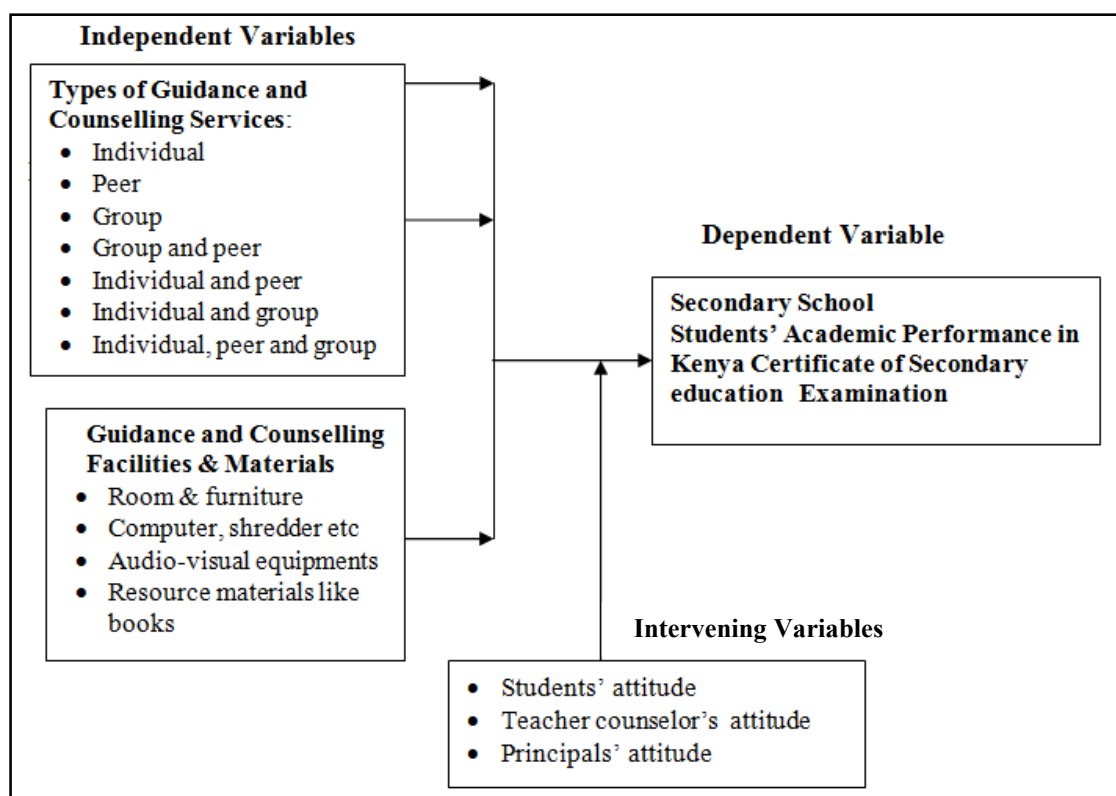 Independent Variables
Types of Guidance and
Counselling Services:
• Individual
• Peer
• Group
• Group and peer
• Individual and peer
• Individual and group
• Individual, peer and group
Guidance and Counselling
Facilities & Materials
• Room & furniture
• Computer, shredder etc
• Audio-visual equipments
• Resource materials like
books
Dependent Variable
Secondary School
Students’ Academic Performance in
Kenya Certificate of Secondary
education Examination
Intervening Variables
• Students’ attitude
• Teacher counselor’s attitude
• Principals’ attitude